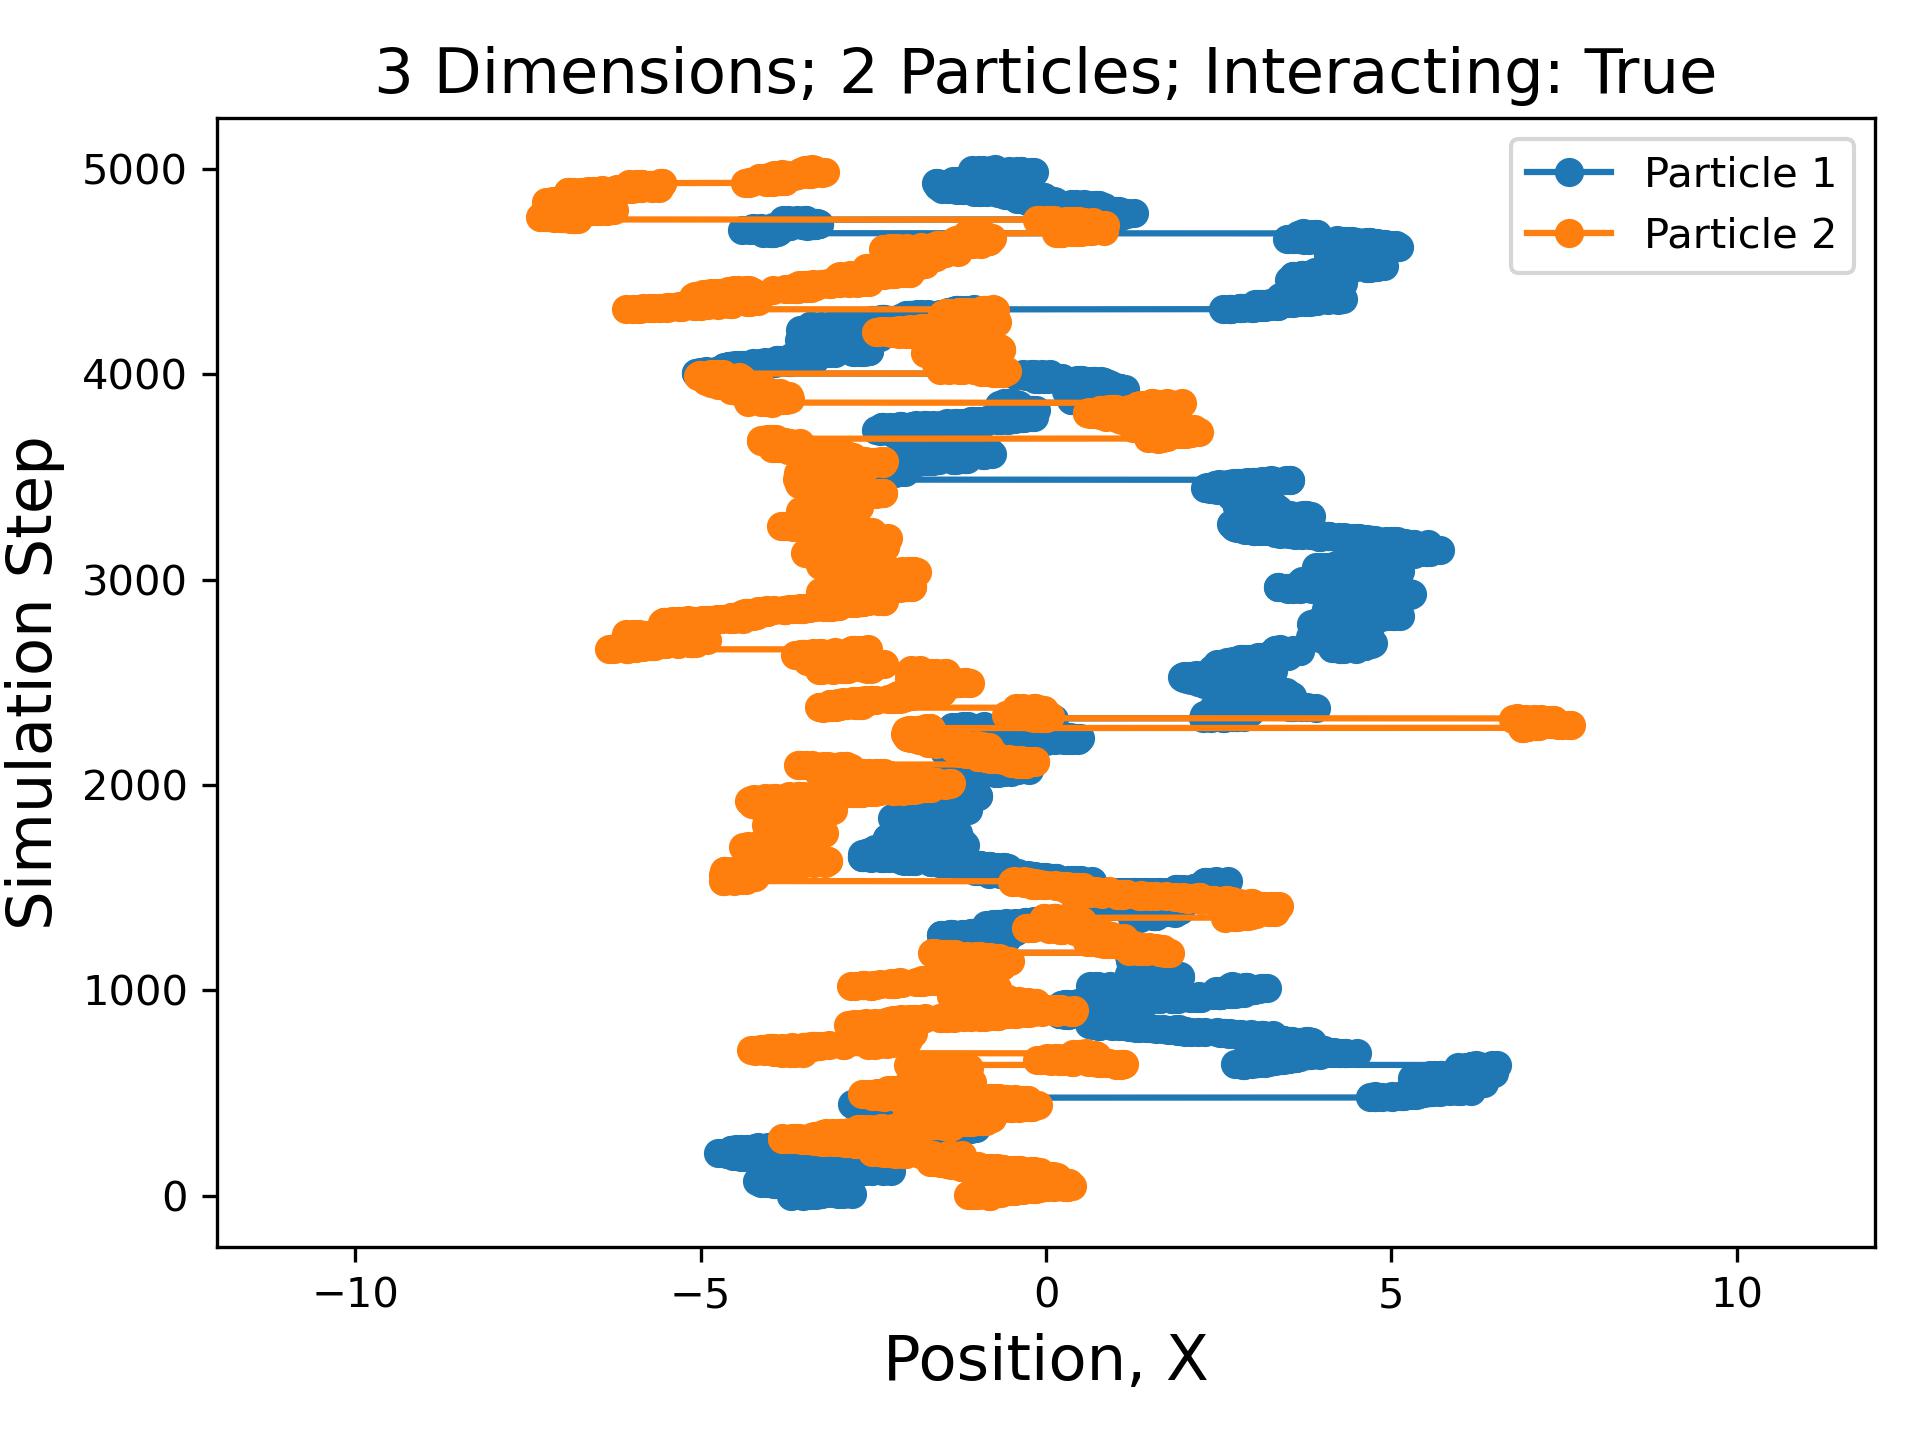 3 Dimensions; 2 Particles; Interacting: True
Particle 1
Particle 2
5000
4000
3000
2000
1000
0
Simulation Step
−10
−5
0
5
10
Position, X